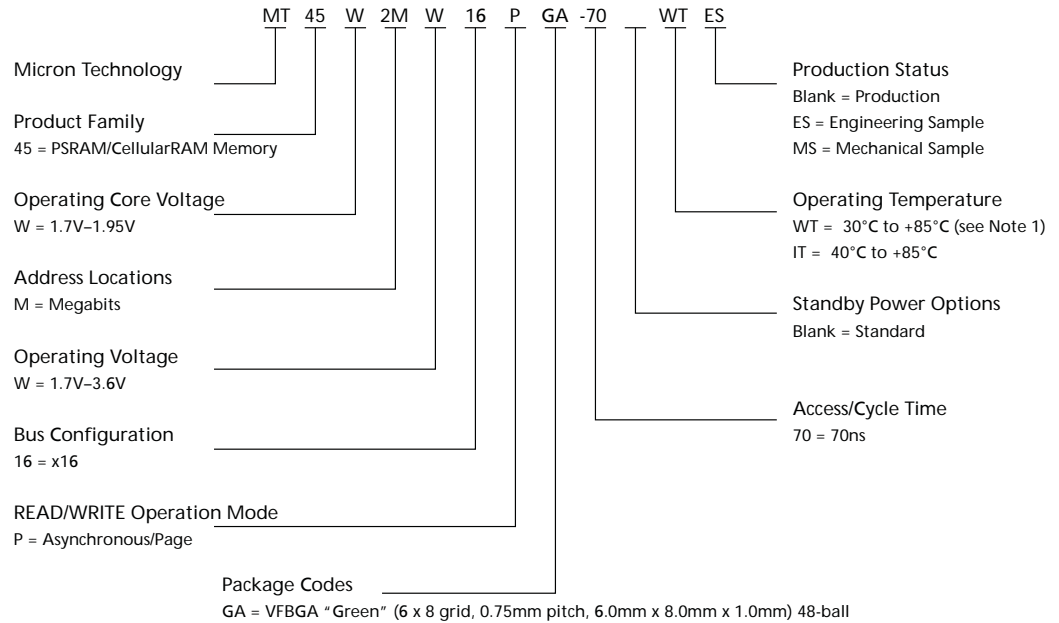 MT 45 W 2M W 16 P GA -70 WT ES
Micron Technology
Product Family
45 = PSRAM/CellularRAM Memory
Operating Core Voltage
W = 1.7V–1.95V
Address Locations
M = Megabits
Operating Voltage
W = 1.7V–3.6V
Bus Configuration
16 = x16
READ/WRITE Operation Mode
P = Asynchronous/Page
Package Codes
GA = VFBGA “Green” (6 x 8 grid, 0.75mm pitch, 6.0mm x 8.0mm x 1.0mm) 48-ball
Production Status
Blank = Production
ES = Engineering Sample
MS = Mechanical Sample
Operating Temperature
WT = 30°C to +85°C (see Note 1)
IT = 40°C to +85°C
Standby Power Options
Blank = Standard
Access/Cycle Time
70 = 70ns